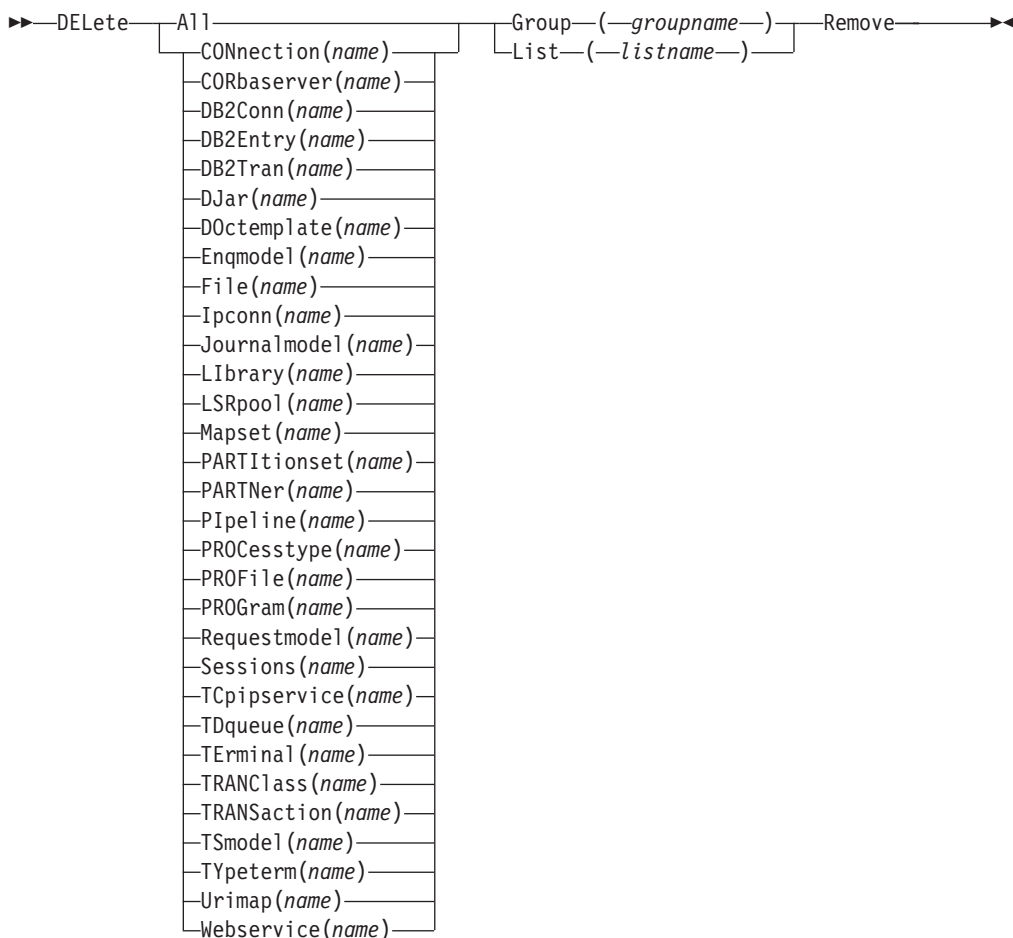 DELete All Group ( groupname ) Remove
CONnection(name) List ( listname )
CORbaserver(name)
DB2Conn(name)
DB2Entry(name)
DB2Tran(name)
DJar(name)
DOctemplate(name)
Enqmodel(name)
File(name)
Ipconn(name)
Journalmodel(name)
LIbrary(name)
LSRpool(name)
Mapset(name)
PARTItionset(name)
PARTNer(name)
PIpeline(name)
PROCesstype(name)
PROFile(name)
PROGram(name)
Requestmodel(name)
Sessions(name)
TCpipservice(name)
TDqueue(name)
TErminal(name)
TRANClass(name)
TRANSaction(name)
TSmodel(name)
TYpeterm(name)
Urimap(name)
Webservice(name)